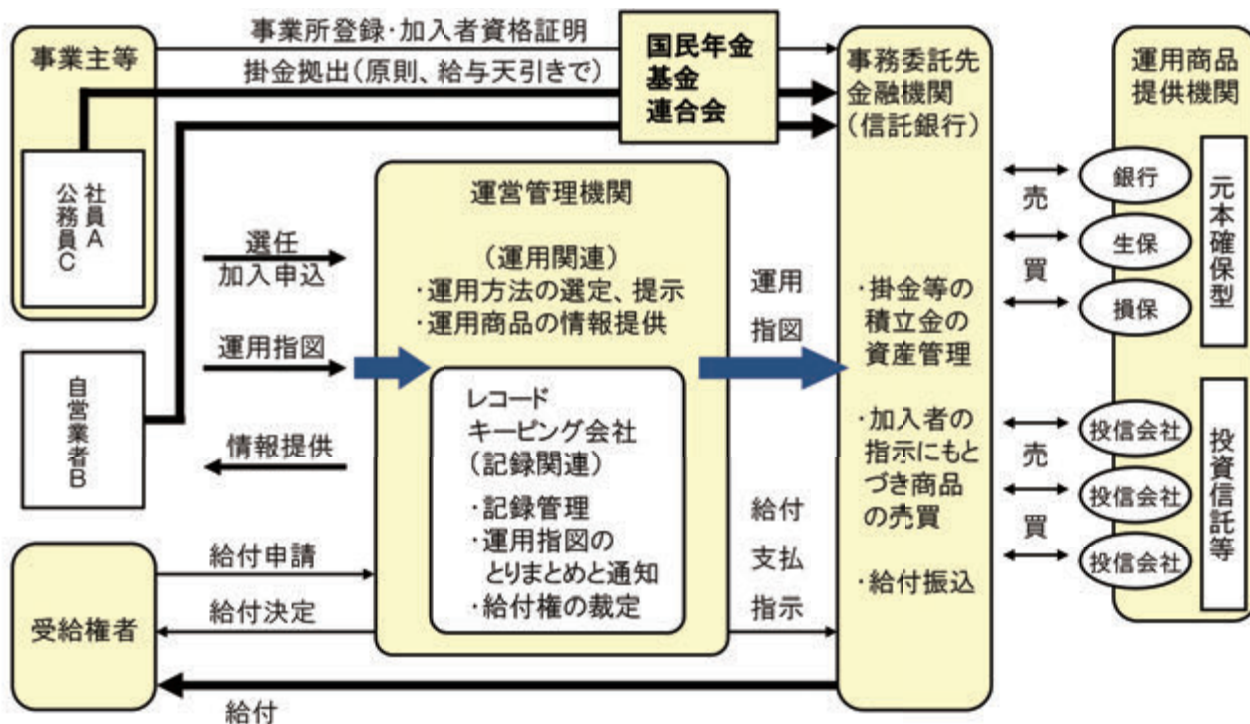 事業主等
社員A
公務員C
自営業者B
受給権者
事業所登録・加入者資格証明
掛金拠出（原則、給与天引きで）
国民年金
基金
連合会
選任
加入申込
運用指図
情報提供
給付申請
給付決定
給付
運営管理機関
（運用関連）
・運用方法の選定、提示
・運用商品の情報提供
レコード
キーピング会社
（記録関連）
・記録管理
・運用指図の
とりまとめと通知
・給付権の裁定
運用
指図
給付
支払
指示
事務委託先
金融機関
（信託銀行）
・掛金等の
積立金の
資産管理
・加入者の
指示にもと
づき商品
の売買
・給付振込
売
買
売
買
運用商品
提供機関
銀行
生保
損保
元本確保型
投信会社
投信会社
投信会社
投資信託等